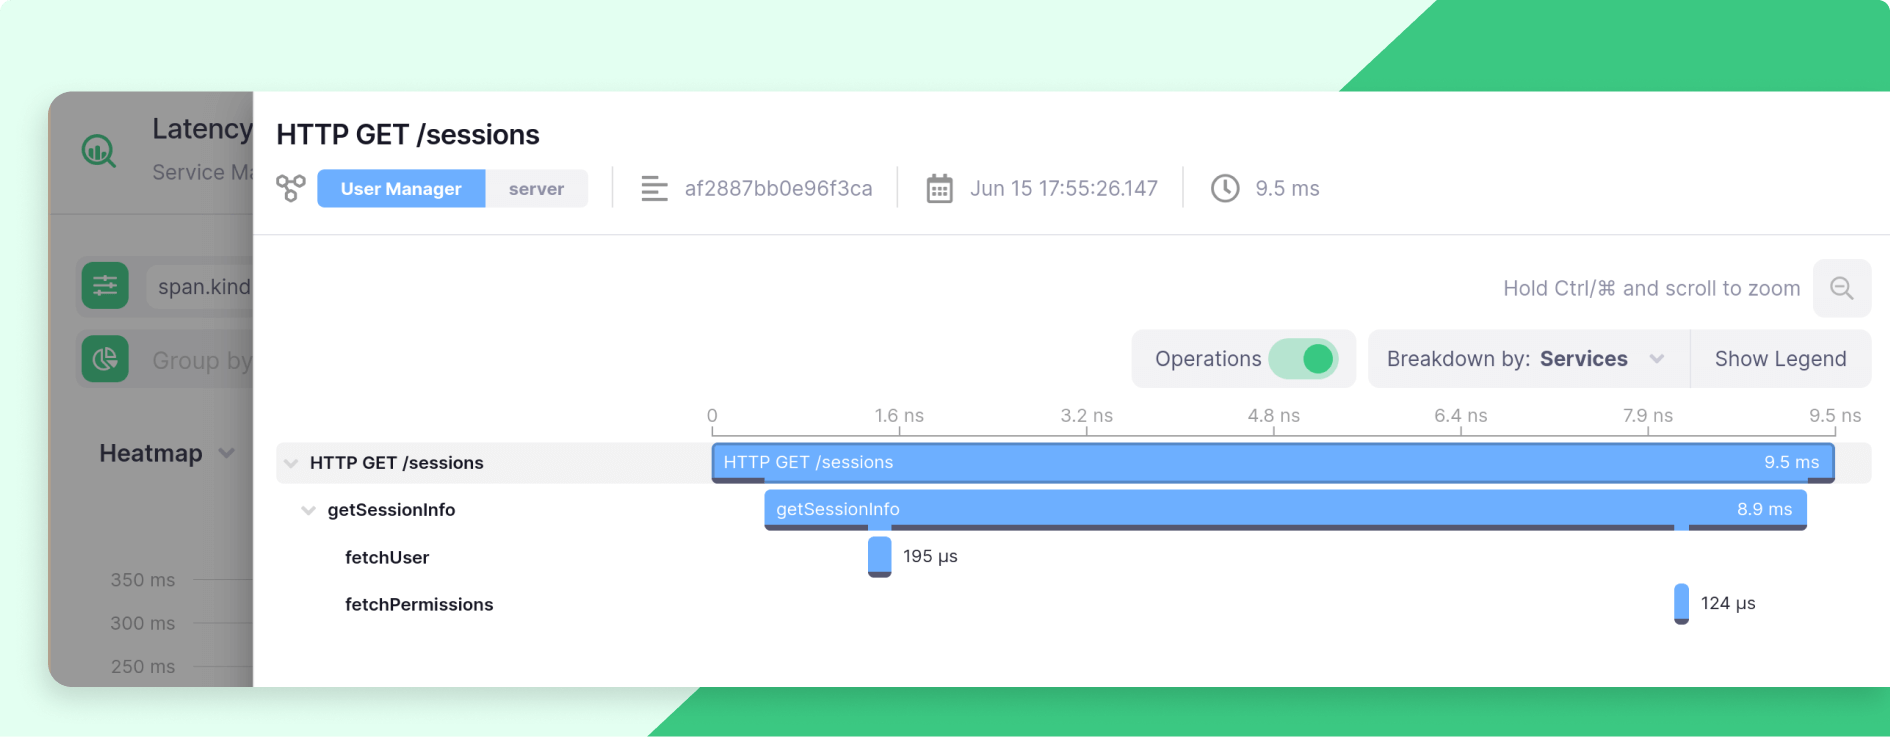 Latency
Service Ma
span.kind
Group by
Heatmap
350 ms
300 ms
250 ms
HTTP GET /sessions
User Manager server af2887bb0e96f3ca Jun 15 17:55:26.147 9.5 ms
Hold Ctrl/⌘ and scroll to zoom
Operations Breakdown by: Services Show Legend
0 1.6 ns 3.2 ns 4.8 ns 6.4 ns 7.9 ns 9.5 ns
HTTP GET /sessions HTTP GET /sessions 9.5 ms
getSessionInfo getSessionInfo 8.9 ms
fetchUser 195 µs
fetchPermissions 124 µs